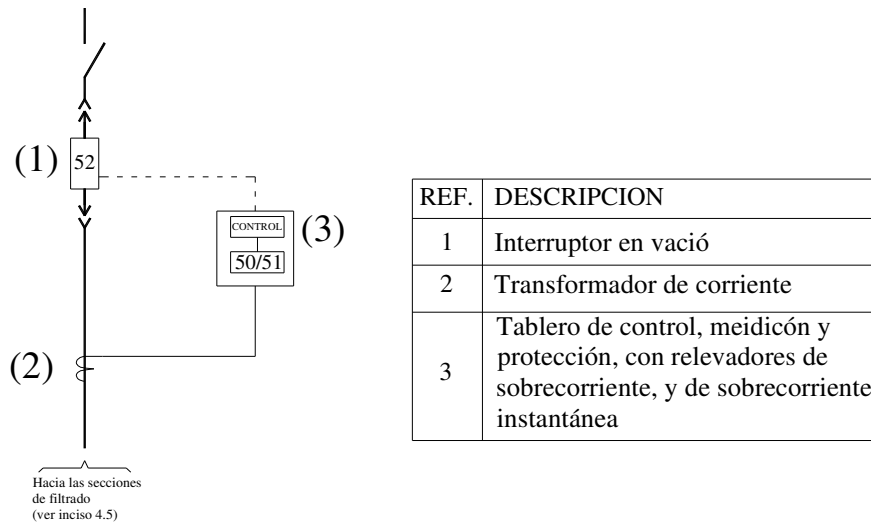 (1)
52
CONTROL
50/51
(3)
(2)
Hacia las secciones
de filtrado
(ver inciso 4.5)
REF. DESCRIPCION
1 Interruptor en vació
2 Transformador de corriente
3 Tablero de control, meidicón y
protección, con relevadores de
sobrecorriente, y de sobrecorriente
instantánea